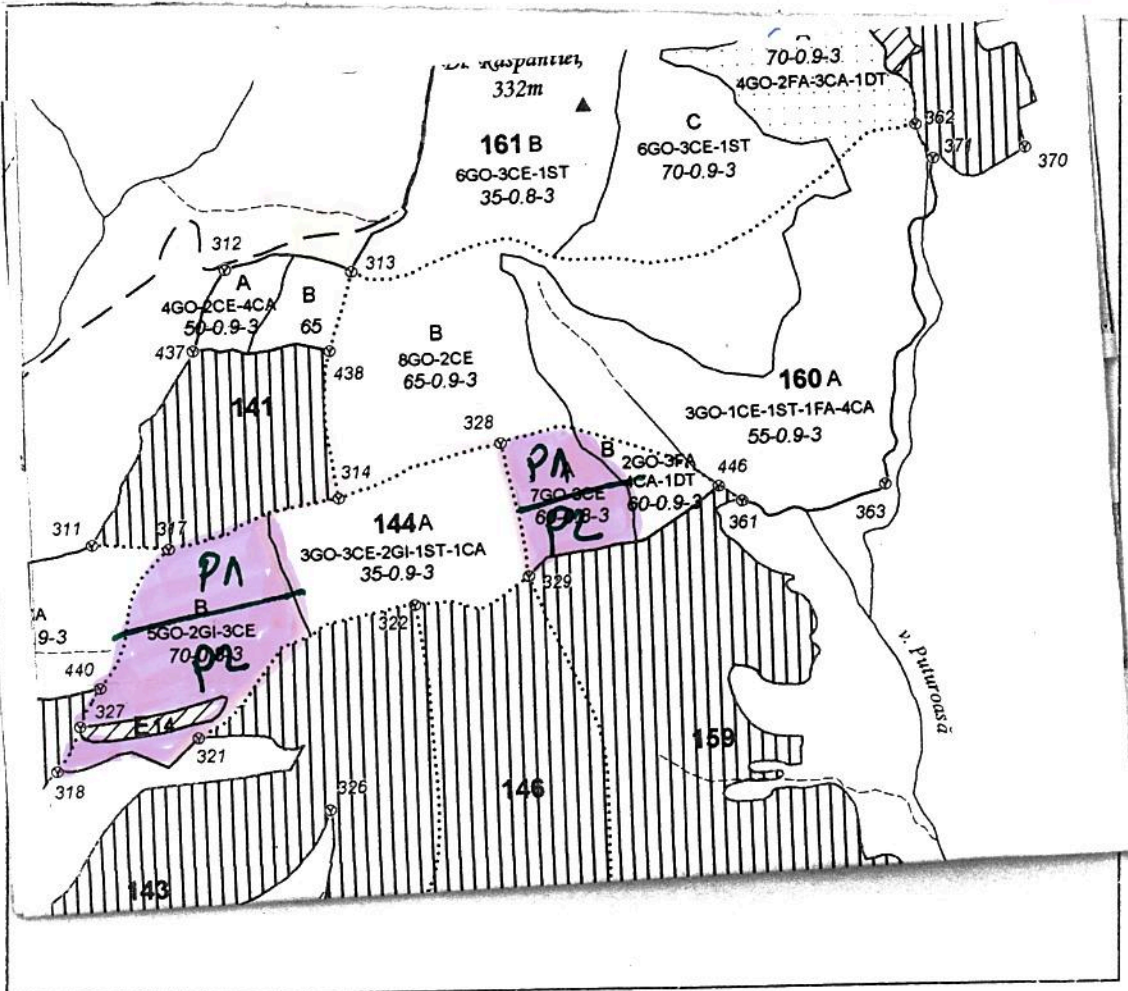 Dl. Raspantiei,
332m
161 B
6GO-3CE-1ST
35-0.8-3
C
6GO-3CE-1ST
70-0.9-3
70-0.9-3
4GO-2FA-3CA-1DT
362
371
370
312
313
A
4GO-2CE-4CA
50-0.9-3
B
65
437
438
141
B
8GO-2CE
65-0.9-3
160 A
3GO-1CE-1ST-1FA-4CA
55-0.9-3
328
P1
7GO-3CE
P2
B
2GO-3FA
4CA-1DT
60-0.9-3
446
361
363
314
311
317
144 A
3GO-3CE-2GI-1ST-1CA
35-0.9-3
329
322
P1
B
5GO-2GI-3CE
P2
A
9-3
440
327
E14
321
318
326
v. Puturoasă
159
146
143